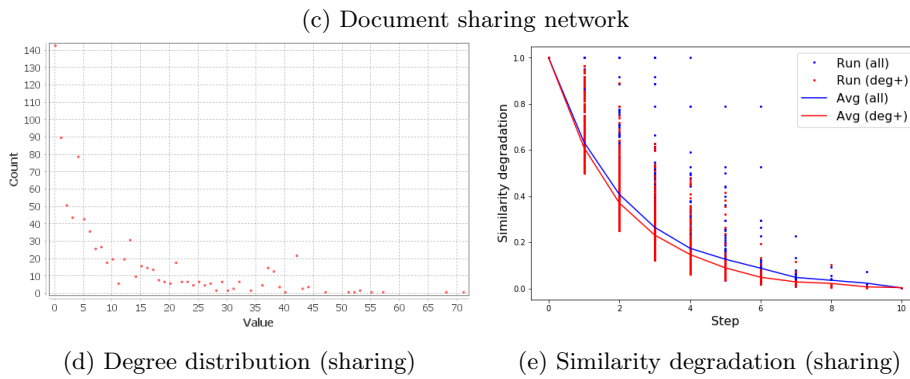 (c) Document sharing network
140
130
120
110
100
90
80
70
60
50
40
30
20
10
0
Count
0 5 10 15 20 25 30 35 40 45 50 55 60 65 70
Value
1.0
0.8
0.6
0.4
0.2
0.0
Similarity degradation
Run (all)
Run (deg+)
Avg (all)
Avg (deg+)
0 2 4 6 8 10
Step
(d) Degree distribution (sharing)
(e) Similarity degradation (sharing)